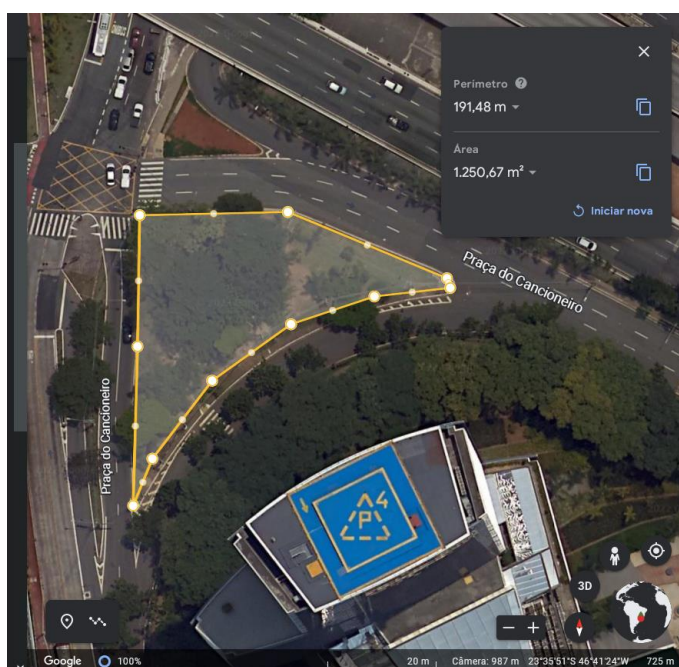 Perímetro
191,48 m
Área
1.250,67 m²
Iniciar nova
Praça do Cancioneiro
Praça do Cancioneiro
4
P
3D
Google
100%
20 m
Câmera: 987 m
23°35'51"S 46°41'24"W
725 m